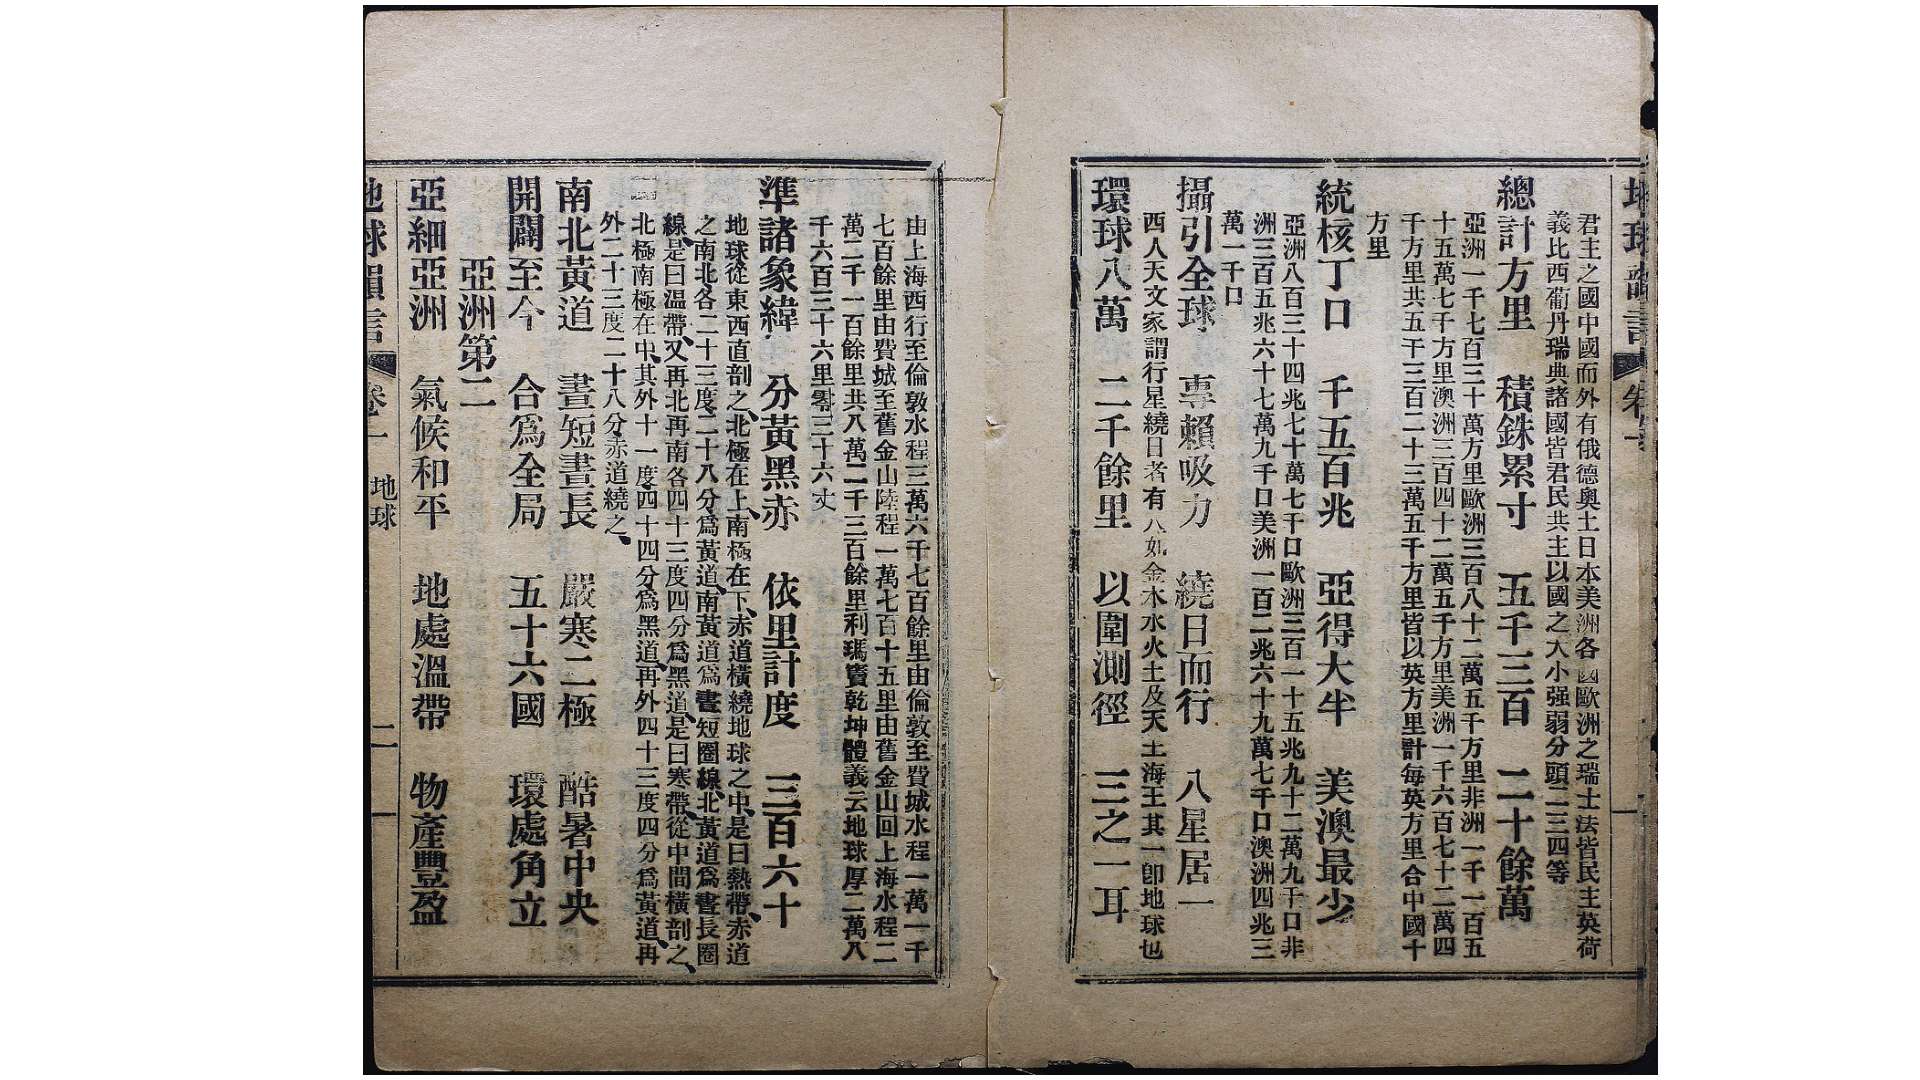 地球韻言 卷一
君主之國中國而外有俄德奧土日本美洲各國歐洲之瑞士法皆民主英荷
義比西葡丹瑞典諸國皆君民共主以國之大小强弱分頭二三四等
總計方里 積銖累寸 五千三百 二十餘萬
亞洲一千七百三十萬方里歐洲三百八十二萬五千方里非洲一千一百五
十五萬七千方里澳洲三百四十二萬五千方里美洲一千六百七十二萬四
千方里共五千三百二十三萬五千方里皆以英方里計每英方里合中國十
方里
統核丁口 千五百兆 亞得大半 美澳最少
亞洲八百三十四兆七十萬七千口歐洲三百一十五兆九十二萬九千口非
洲三百五兆六十七萬九千口美洲一百二兆六十九萬七千口澳洲四兆三
萬一千口
攝引全球 專賴吸力 繞日而行 八星居一
西人天文家謂行星繞日者有八如金木水火土及天王海王其一卽地球也
環球八萬 二千餘里 以圍測徑 三之一耳
由上海西行至倫敦水程三萬六千七百餘里由倫敦至費城水程一萬一千
七百餘里由費城至舊金山陸程一萬七百十五里由舊金山回上海水程二
萬二千一百餘里共八萬二千三百餘里利瑪竇乾坤體義云地球厚二萬八
千六百三十六里零三十六丈
準諸象緯 分黃黑赤 依里計度 三百六十
地球從東西直剖之、北極在上、南極在下、赤道橫繞地球之中、是曰熱帶、赤道
之南北、各二十三度二十八分爲黃道、南黃道爲晝短圈線、北黃道爲晝長圈
線、是曰温帶、又再北再南各四十三度四分爲黑道、是曰寒帶、從中間橫剖之、
北極南極在中、其外十一度四十四分爲黑道、再外四十三度四分爲黃道、再
外二十三度二十八分赤道繞之、
南北黃道 晝短晝長 嚴寒二極 酷暑中央
開闢至今 合爲全局 五十六國 環處角立
亞洲第二
亞細亞洲 氣候和平 地處溫帶 物產豐盈
地球韻言 卷一 地球 二